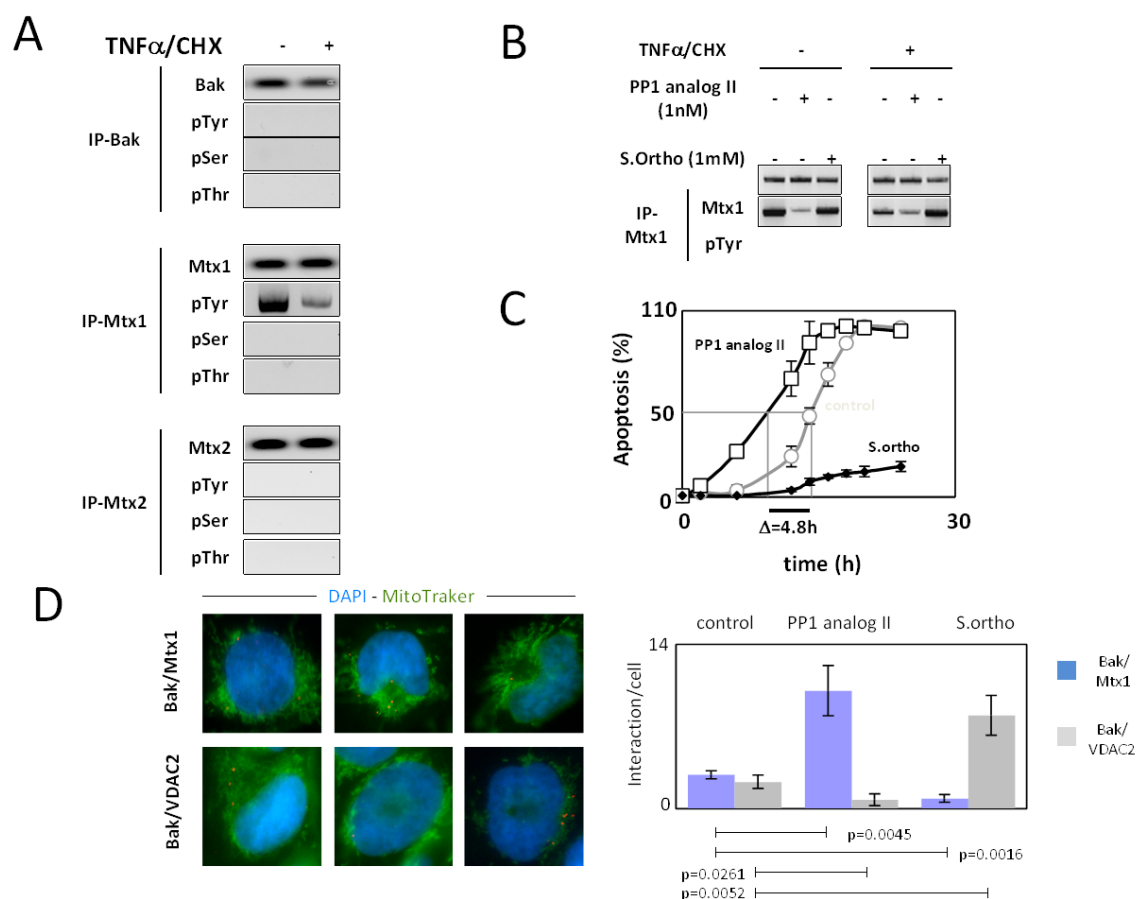 A
TNFα/CHX - +
Bak
pTyr
IP-Bak
pSer
pThr
Mtx1
pTyr
IP-Mtx1
pSer
pThr
Mtx2
pTyr
IP-Mtx2
pSer
pThr
B
TNFα/CHX - +
PP1 analog II
(1nM)
- + - - + -
S.Ortho (1mM) - - + - - +
IP-
Mtx1
Mtx1
pTyr
C
110
PP1 analog II
control
50
S.ortho
0
0 30
Δ=4.8h
Apoptosis (%)
time (h)
D
DAPI - MitoTraker
Bak/Mtx1
Bak/VDAC2
control PP1 analog II S.ortho
14
Interaction/cell
0
Bak/
Mtx1
Bak/
VDAC2
p=0.0045
p=0.0016
p=0.0261
p=0.0052